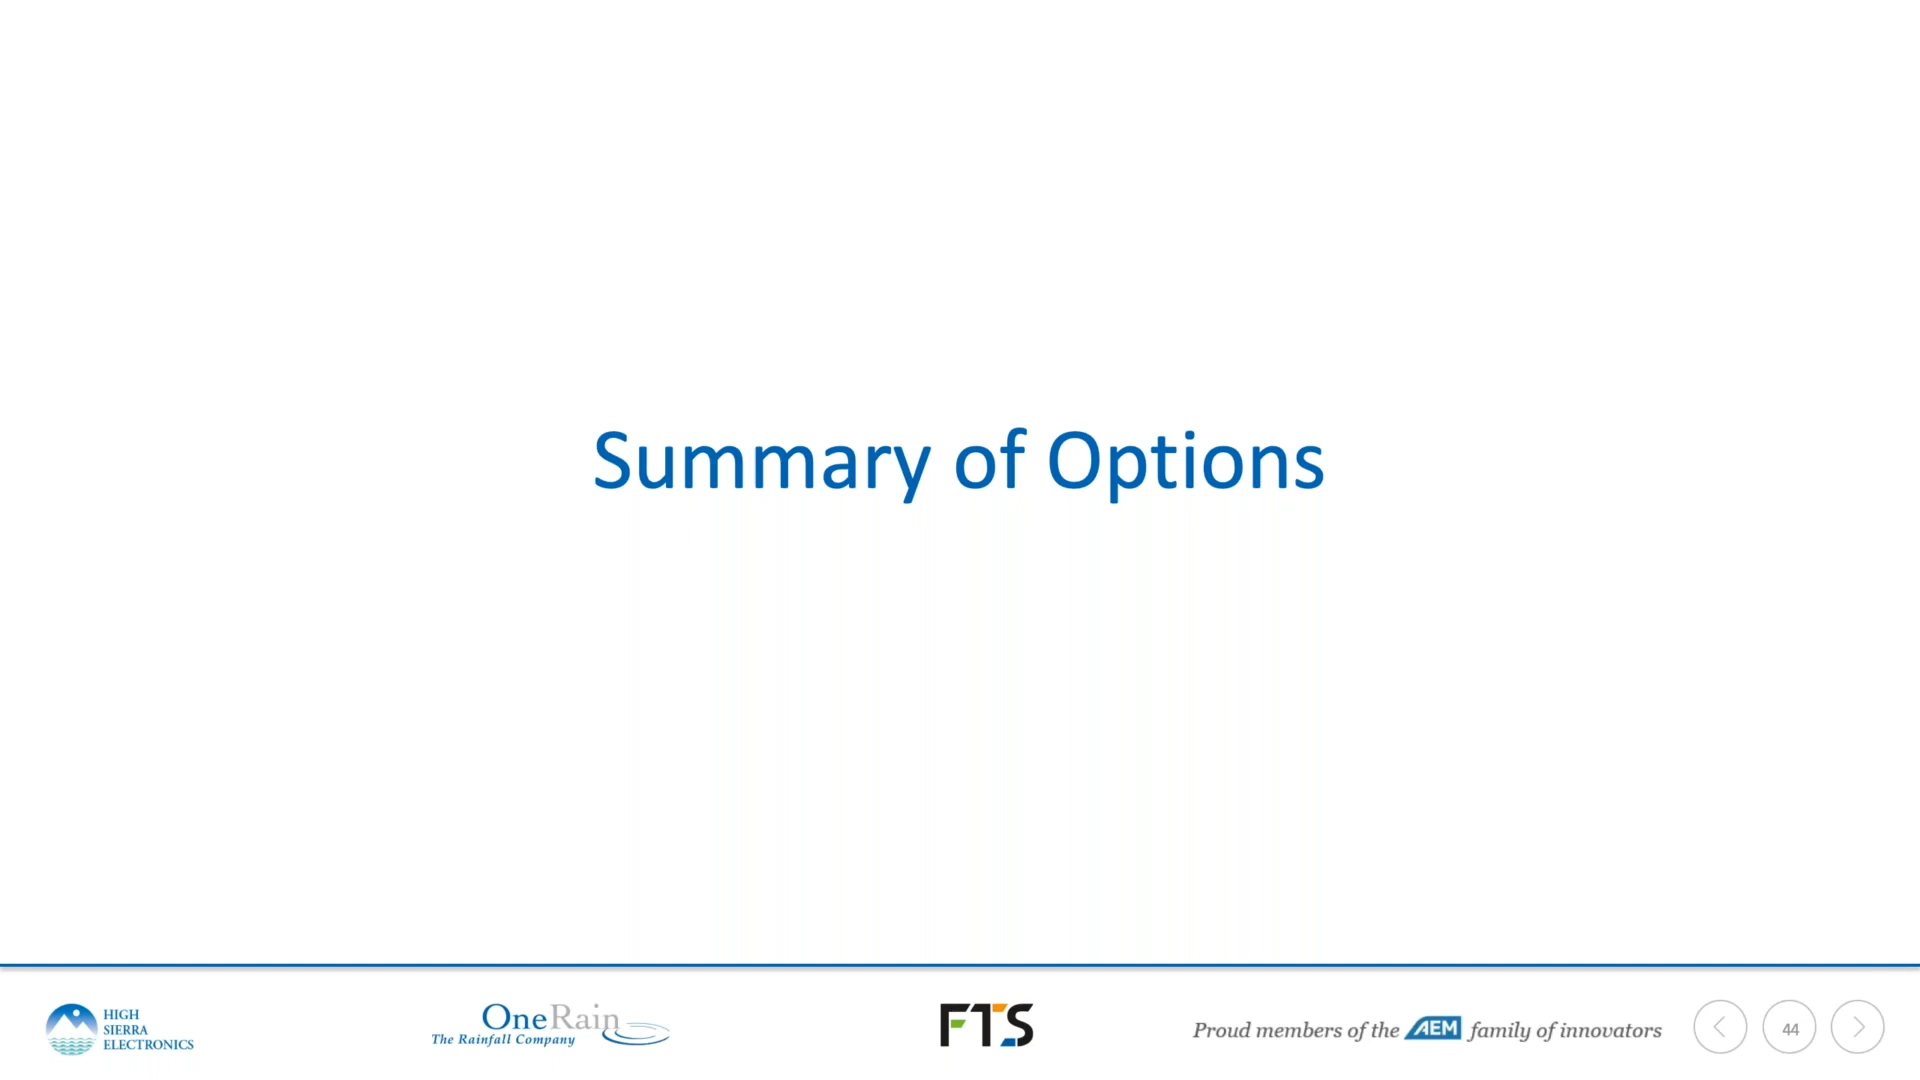 Summary of Options
HIGH
SIERRA
ELECTRONICS
OneRain
The Rainfall Company
FTS
Proud members of the AEM family of innovators
44